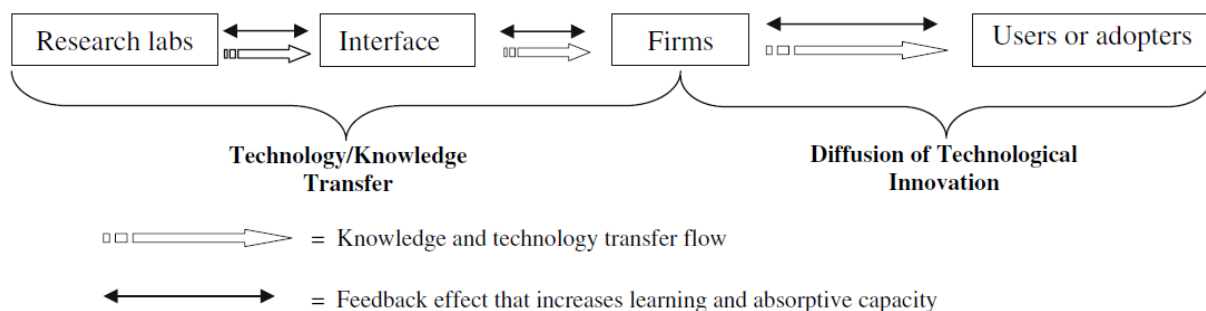 Research labs
Interface
Firms
Users or adopters
Technology/Knowledge
Transfer
Diffusion of Technological
Innovation
= Knowledge and technology transfer flow
= Feedback effect that increases learning and absorptive capacity